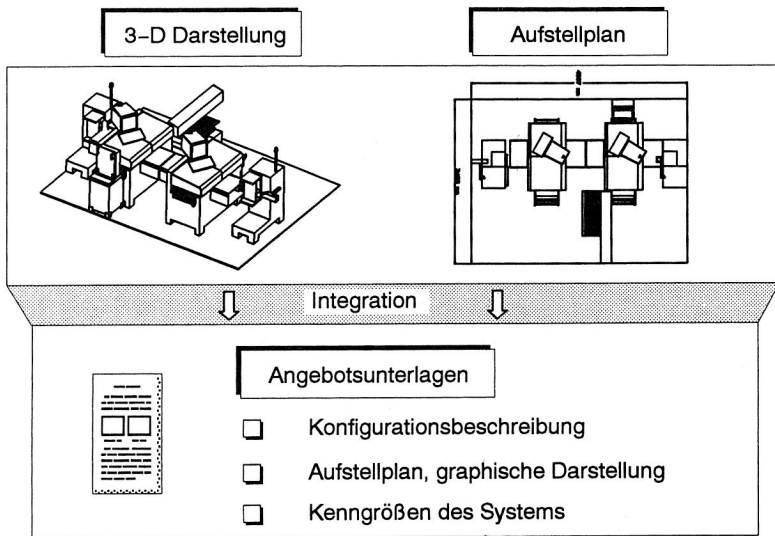 3-D Darstellung
Aufstellplan
Integration
Angebotsunterlagen
Konfigurationsbeschreibung
Aufstellplan, graphische Darstellung
Kenngrößen des Systems